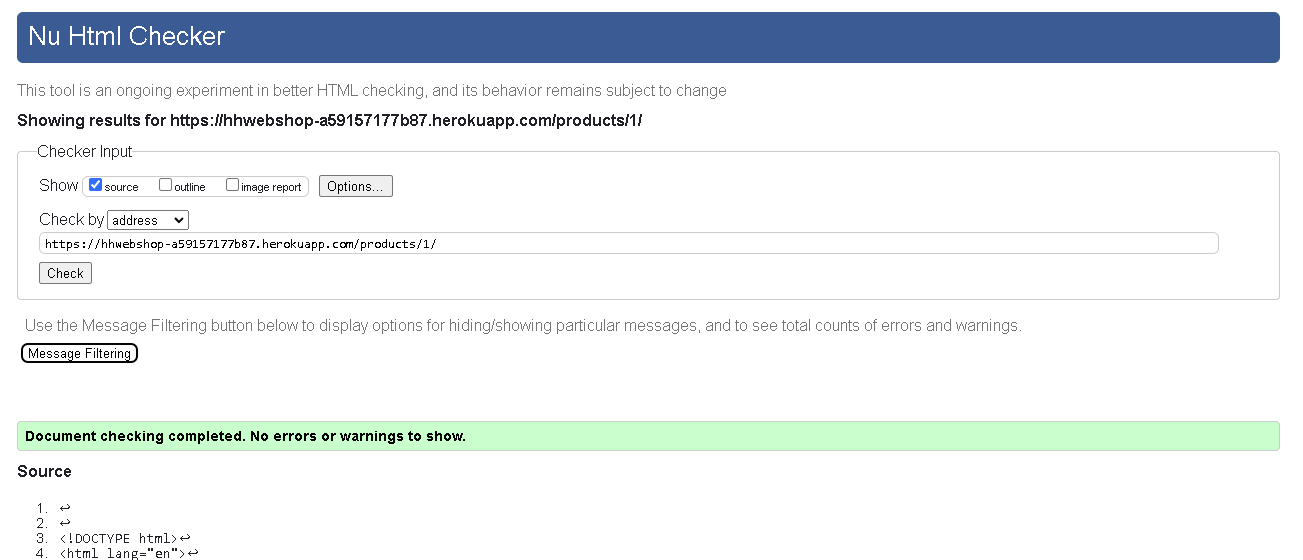 Nu Html Checker
This tool is an ongoing experiment in better HTML checking, and its behavior remains subject to change
Showing results for https://hhwebshop-a59157177b87.herokuapp.com/products/1/
Checker Input
Show source outline image report Options...
Check by address
https://hhwebshop-a59157177b87.herokuapp.com/products/1/
Check
Use the Message Filtering button below to display options for hiding/showing particular messages, and to see total counts of errors and warnings.
Message Filtering
Document checking completed. No errors or warnings to show.
Source
1. ↩
2. ↩
3. <!DOCTYPE html>↩
4. <html lang="en">↩